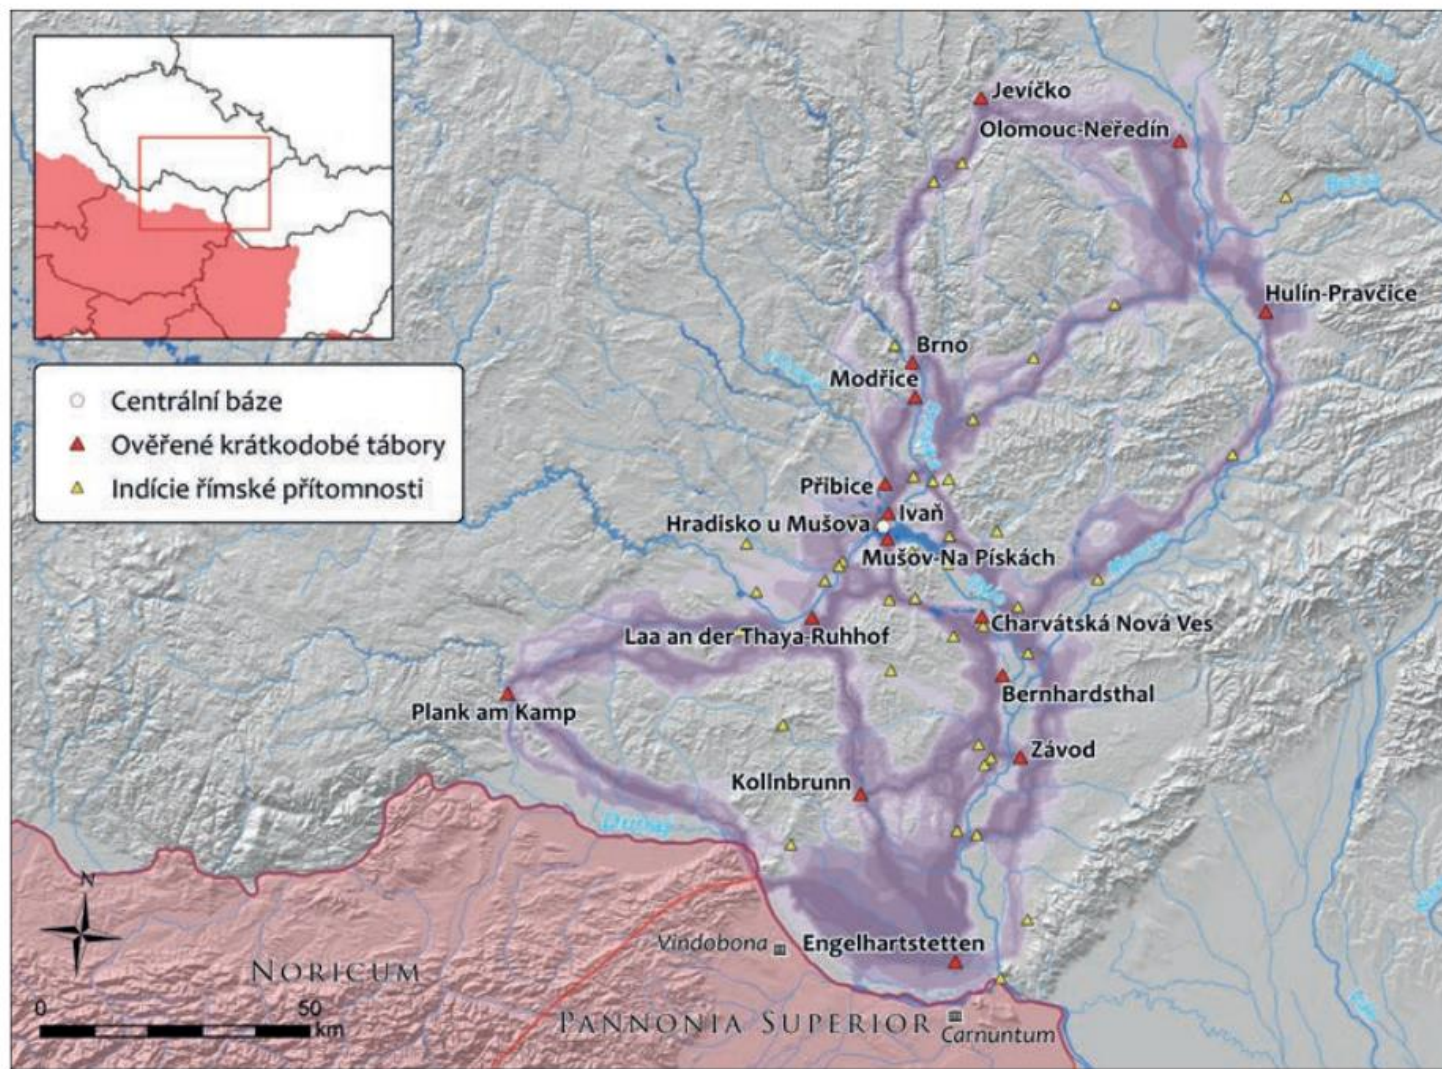 Jevíčko
Olomouc-Neředín
Hulín-Pravčice
Brno
Modřice
Centrální báze
Ověřené krátkodobé tábory
Indície římské přítomnosti
Přibice
Ivaň
Hradisko u Mušova
Mušov-Na Pískách
Laa an der Thaya-Ruhhof
Charvátská Nová Ves
Bernhardsthal
Plank am Kamp
Závod
Kollnbrunn
Dunaj
N
Vindobona
Engelhartstetten
NORICUM
0 50
km
PANNONIA SUPERIOR
Carnuntum